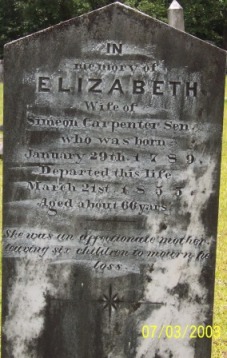 IN
memory of
ELIZABETH
Wife of
Simeon Carpenter Sen.
who was born
January 29th. 1789,
Departed this life
March 21st 1855
Aged about 66 yars.
She was an affectionate mother
leaving six children to mourn her
loss.
07/03/2003